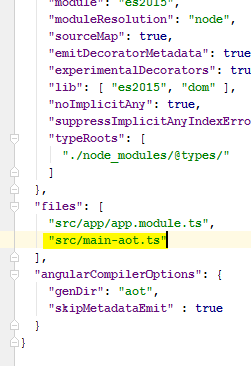 "module": "es2015",
"moduleResolution": "node",
"sourceMap": true,
"emitDecoratorMetadata": true
"experimentalDecorators": true
"lib": [ "es2015", "dom" ],
"noImplicitAny": true,
"suppressImplicitAnyIndexErro
"typeRoots": [
"./node_modules/@types/"
]
},
"files": [
"src/app/app.module.ts",
"src/main-aot.ts"
],
"angularCompilerOptions": {
"genDir": "aot",
"skipMetadataEmit" : true
}
}